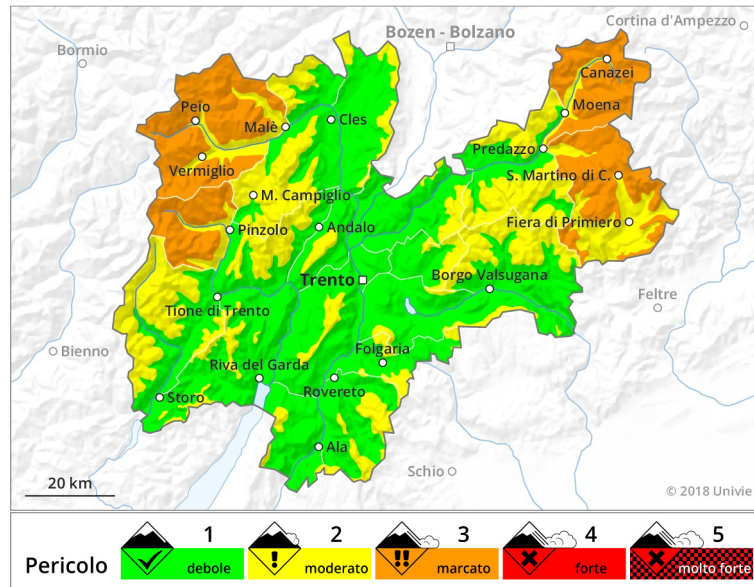 Cortina d'Ampezzo
Bozen - Bolzano
Bormio
Canazei
Peio
Moena
Malè
Cles
Predazzo
Vermiglio
S. Martino di C.
M. Campiglio
Fiera di Primiero
Pinzolo
Andalo
Borgo Valsugana
Trento
Feltre
Tione di Trento
Bienno
Folgaria
Riva del Garda
Rovereto
Storo
Ala
Schio
20 km
© 2018 Univie
Pericolo
1
debole
2
moderato
3
marcato
4
forte
5
molto forte